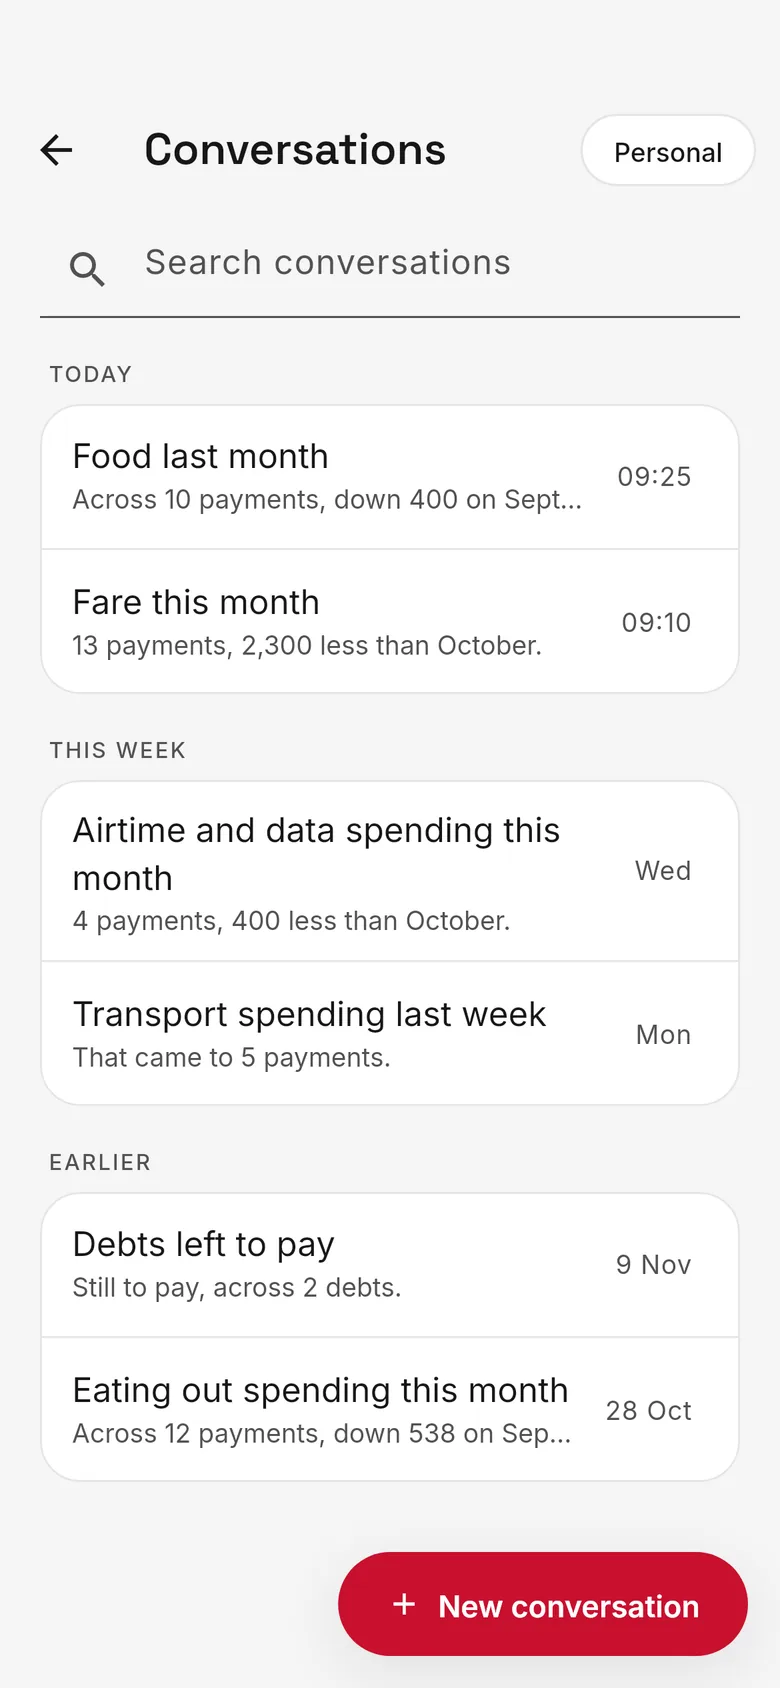 Conversations
Personal
Search conversations
TODAY
Food last month
Across 10 payments, down 400 on Sept...
09:25
Fare this month
13 payments, 2,300 less than October.
09:10
THIS WEEK
Airtime and data spending this
month
4 payments, 400 less than October.
Wed
Transport spending last week
That came to 5 payments.
Mon
EARLIER
Debts left to pay
Still to pay, across 2 debts.
9 Nov
Eating out spending this month
Across 12 payments, down 538 on Sep...
28 Oct
+ New conversation